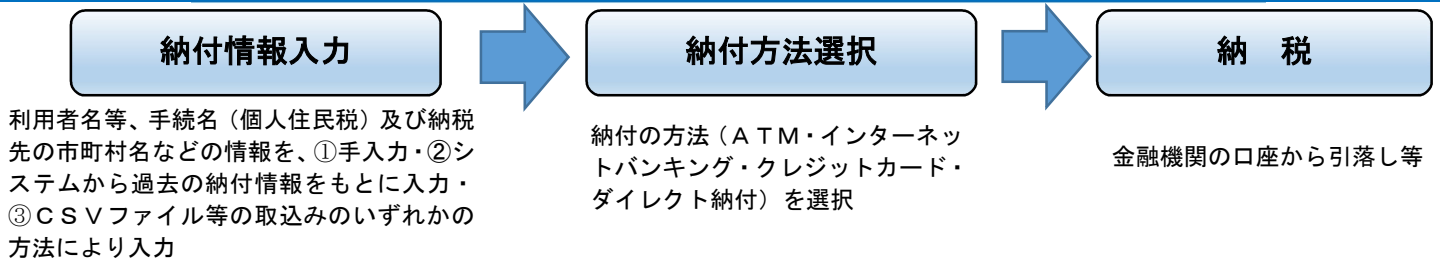 納付情報入力
納付方法選択
納　税
利用者名等、手続名（個人住民税）及び納税
先の市町村名などの情報を、①手入力・②シ
ステムから過去の納付情報をもとに入力・
③ＣＳＶファイル等の取込みのいずれかの
方法により入力
納付の方法（ＡＴＭ・インターネッ
トバンキング・クレジットカード・
ダイレクト納付）を選択
金融機関の口座から引落し等